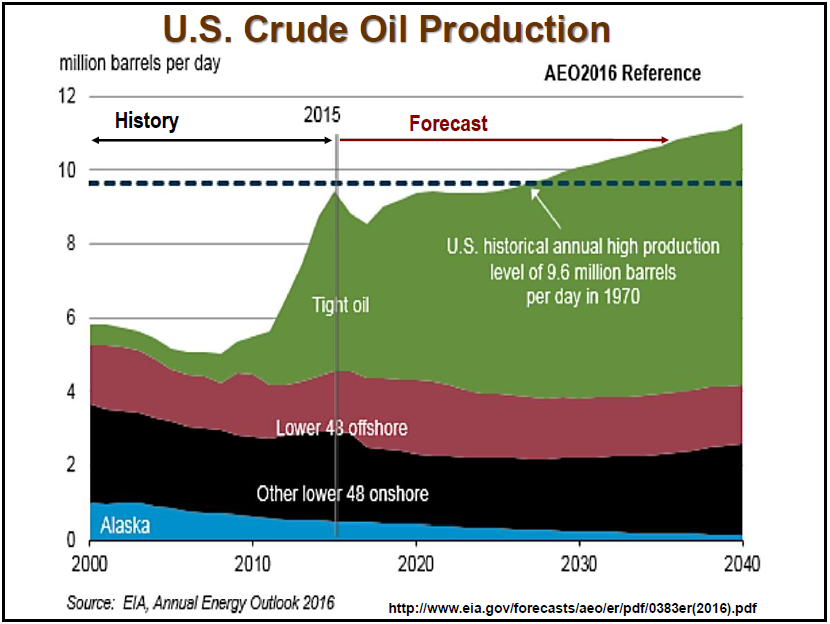 U.S. Crude Oil Production
million barrels per day
AEO2016 Reference
12
2015
History
Forecast
10
U.S. historical annual high production
level of 9.6 million barrels
per day in 1970
8
6
Tight oil
4
Lower 48 offshore
2
Other lower 48 onshore
Alaska
0
2000 2010 2020 2030 2040
Source: EIA, Annual Energy Outlook 2016
http://www.eia.gov/forecasts/aeo/er/pdf/0383er(2016).pdf